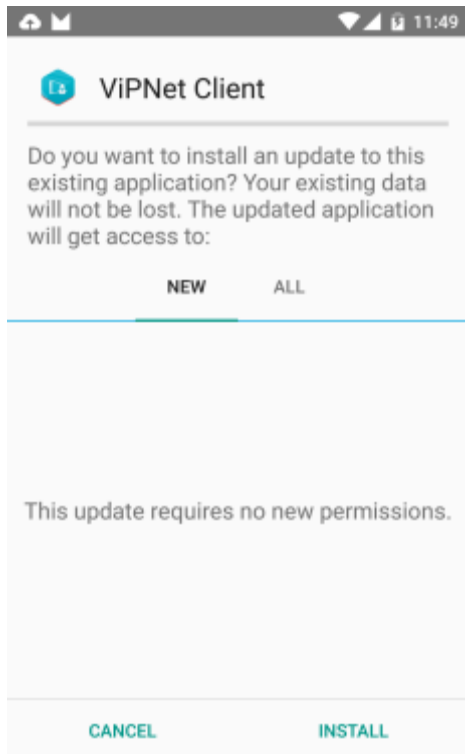 11:49
ViPNet Client
Do you want to install an update to this
existing application? Your existing data
will not be lost. The updated application
will get access to:
NEW ALL
This update requires no new permissions.
CANCEL INSTALL